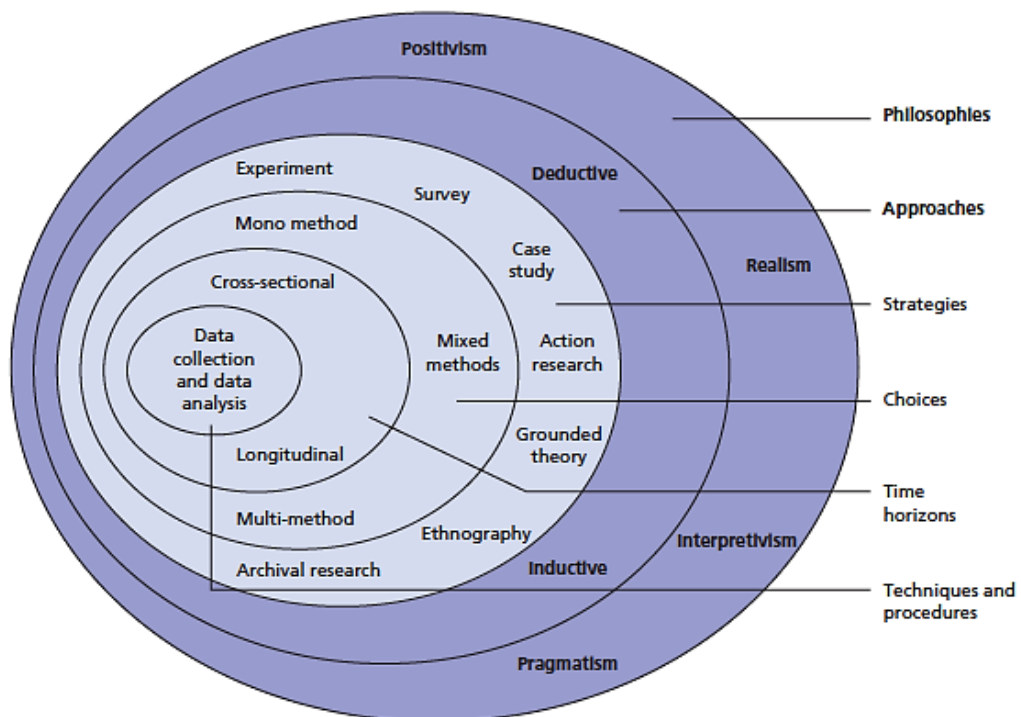 Positivism
Philosophies
Experiment
Deductive
Survey
Approaches
Mono method
Case
study
Realism
Cross-sectional
Strategies
Data
collection
and data
analysis
Mixed
methods
Action
research
Choices
Grounded
theory
Longitudinal
Time
horizons
Multi-method
Ethnography
Interpretivism
Archival research
Inductive
Techniques and
procedures
Pragmatism